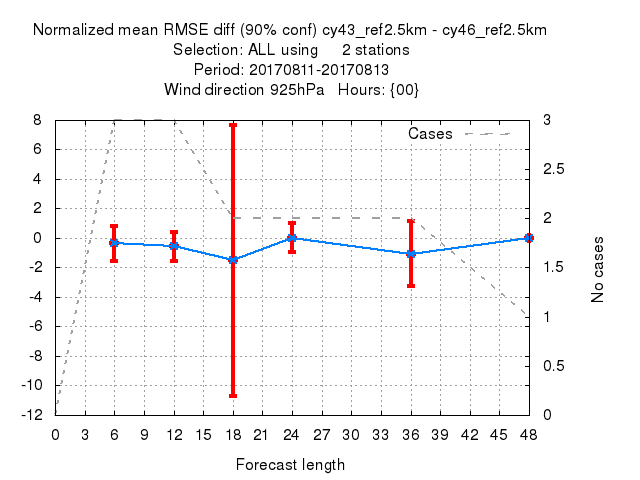 Normalized mean RMSE diff (90% conf) cy43_ref2.5km - cy46_ref2.5km
Selection: ALL using 2 stations
Period: 20170811-20170813
Wind direction 925hPa Hours: {00}
Cases
8
6
4
2
0
-2
-4
-6
-8
-10
-12
3
2.5
2
1.5
1
0.5
0
No cases
0 3 6 9 12 15 18 21 24 27 30 33 36 39 42 45 48
Forecast length